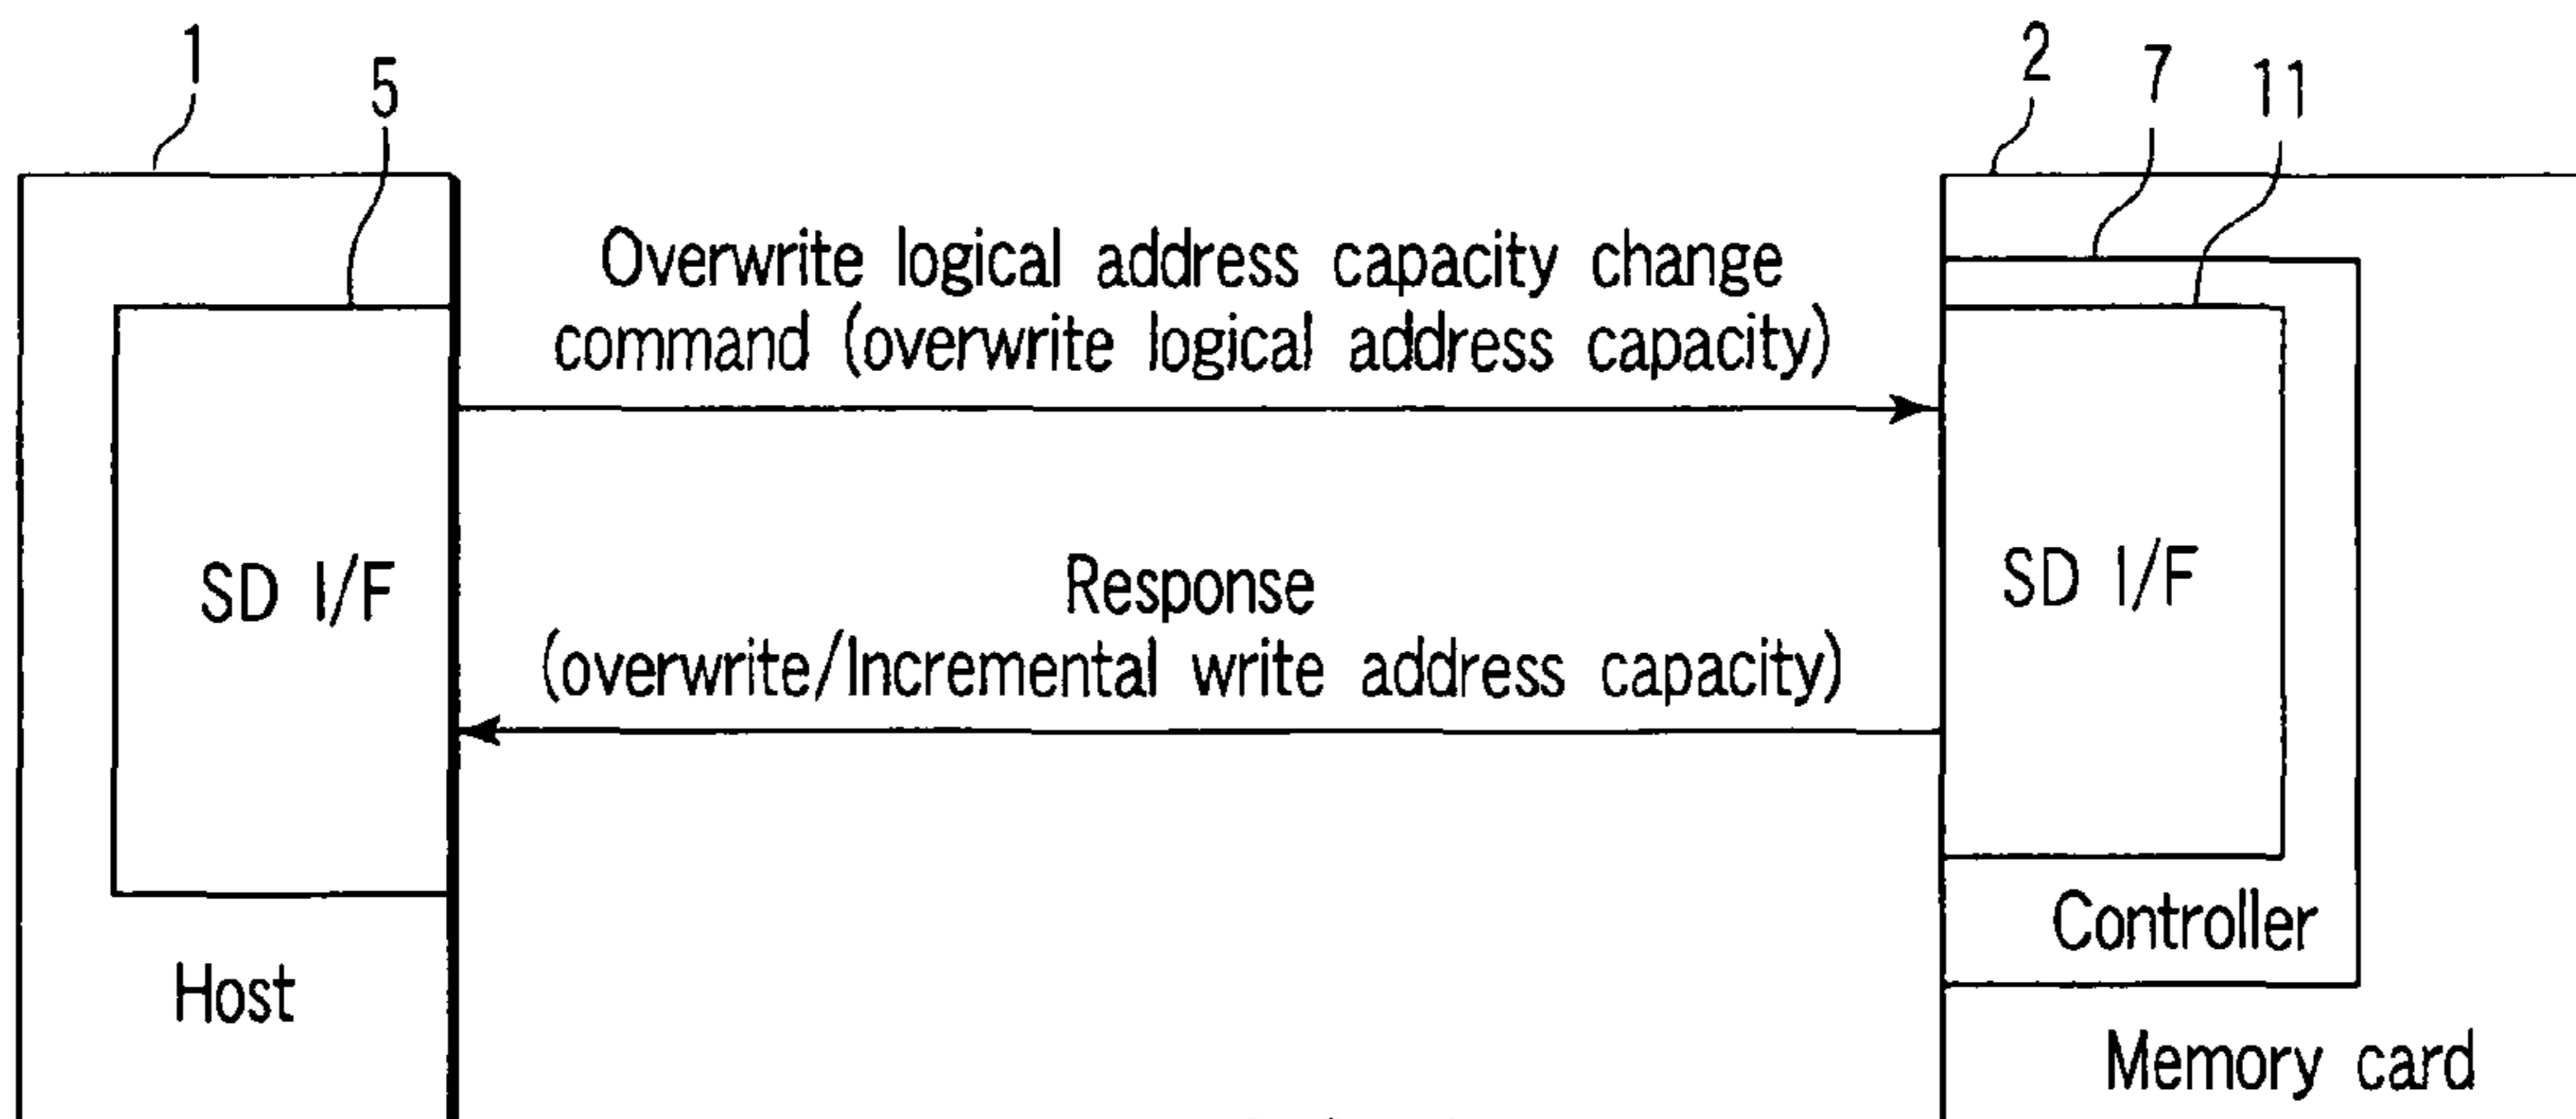 1
5
2
7
11
Overwrite logical address capacity change
command (overwrite logical address capacity)
SD I/F
Response
(overwrite/Incremental write address capacity)
SD I/F
Controller
Host
Memory card